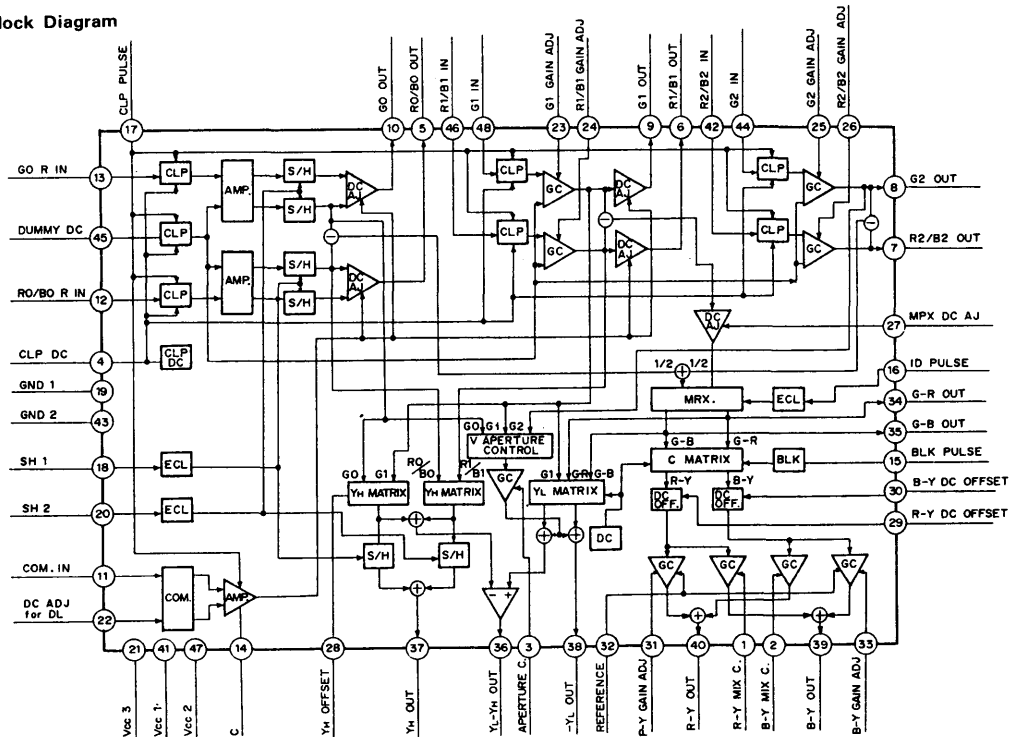 lock Diagram
CLP PULSE
GO OUT
RO/BO OUT
R1/B1 IN
G1 IN
G1 GAIN ADJ
R1/B1 GAIN ADJ
G1 OUT
R1/B1 OUT
R2/B2 IN
G2 IN
G2 GAIN ADJ
R2/B2 GAIN ADJ
17
10
5
46
48
23
24
9
6
42
44
25
26
GO R IN
13
CLP
AMP.
S/H
S/H
DC AJ
CLP
GC
DC AJ
CLP
GC
8
G2 OUT
DUMMY DC
45
CLP
−
CLP
GC
−
DC AJ
CLP
GC
−
7
R2/B2 OUT
RO/BO R IN
12
CLP
AMP.
S/H
S/H
DC AJ
DC AJ
27
MPX DC AJ
CLP DC
4
CLP DC
1/2
+
1/2
16
ID PULSE
GND 1
19
MRX.
ECL
34
G-R OUT
GND 2
43
GO
G1
G2
V APERTURE CONTROL
G-B
G-R
35
G-B OUT
SH 1
18
ECL
GO
G1
RO/BO
R1/B1
G1
GR
G-B
C MATRIX
BLK
15
BLK PULSE
YH MATRIX
YH MATRIX
GC
YL MATRIX
R-Y
B-Y
30
B-Y DC OFFSET
SH 2
20
ECL
+
DC OFF.
DC OFF.
29
R-Y DC OFFSET
S/H
S/H
+
+
DC
COM. IN
11
COM.
AMP.
+
− +
GC
GC
GC
GC
DC ADJ for DL
22
+
+
21
41
47
14
28
37
36
3
38
32
31
40
1
2
39
33
Vcc 3
Vcc 1
Vcc 2
C
YH OFFSET
YH OUT
YL-YH OUT
APERTURE C.
-YL OUT
REFERENCE
P-Y GAIN ADJ
R-Y OUT
R-Y MIX C.
B-Y MIX C.
B-Y OUT
B-Y GAIN ADJ